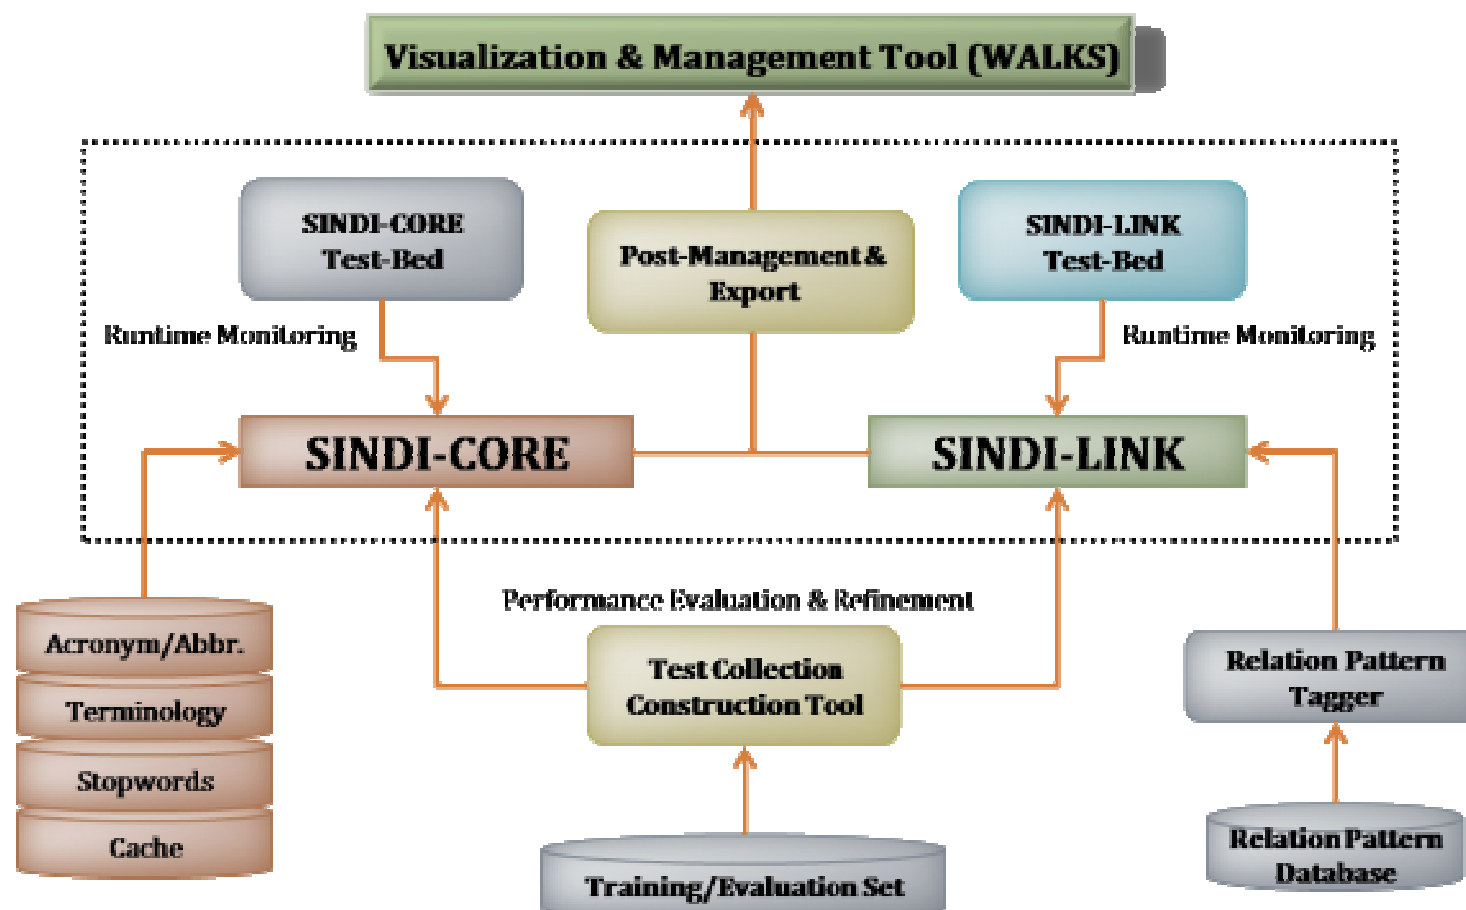 Visualization & Management Tool (WALKS)
SINDI-CORE
Test-Bed
Post-Management &
Export
SINDI-LINK
Test-Bed
Runtime Monitoring
Runtime Monitoring
SINDI-CORE
SINDI-LINK
Performance Evaluation & Refinement
Acronym/Abbr.
Terminology
Stopwords
Cache
Test Collection
Construction Tool
Relation Pattern
Tagger
Training/Evaluation Set
Relation Pattern
Database